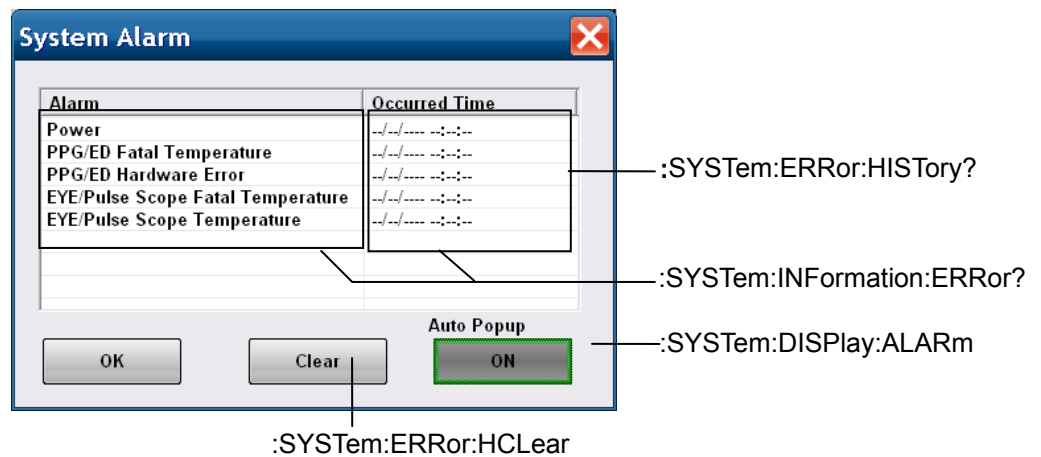 System Alarm
Alarm Occurred Time
Power --/--/---- --:--:--
PPG/ED Fatal Temperature --/--/---- --:--:--
PPG/ED Hardware Error --/--/---- --:--:--
EYE/Pulse Scope Fatal Temperature --/--/---- --:--:--
EYE/Pulse Scope Temperature --/--/---- --:--:--
:SYSTem:ERRor:HISTory?
:SYSTem:INFormation:ERRor?
Auto Popup
:SYSTem:DISPlay:ALARm
OK Clear ON
:SYSTem:ERRor:HCLear